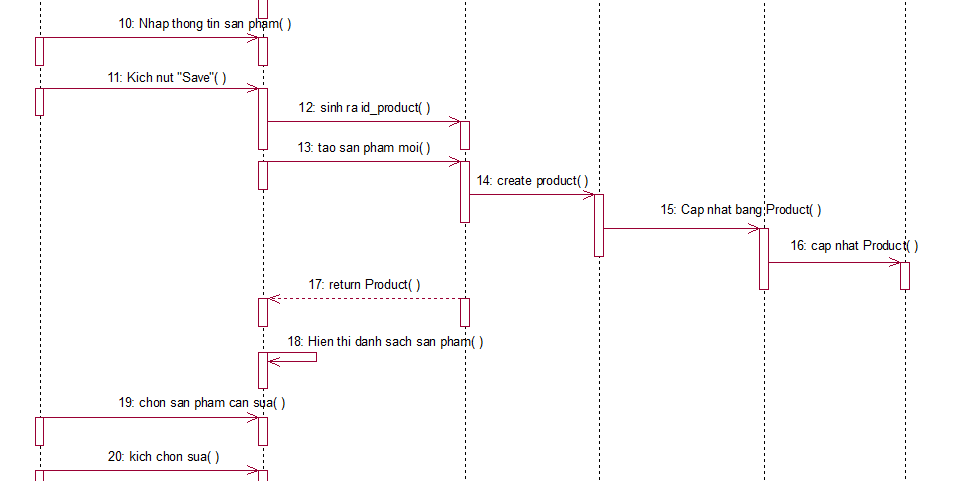 10: Nhap thong tin san pham( )
11: Kich nut "Save"( )
12: sinh ra id_product( )
13: tao san pham moi( )
14: create product( )
15: Cap nhat bang Product( )
16: cap nhat Product( )
17: return Product( )
18: Hien thi danh sach san pham( )
19: chon san pham can sua( )
20: kich chon sua( )